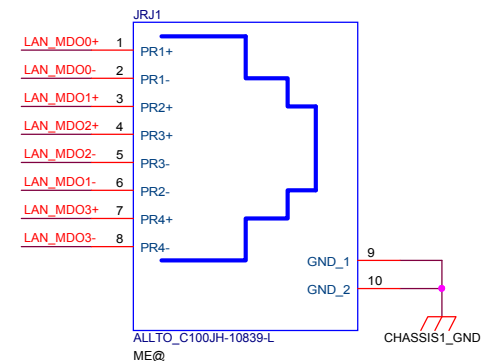 JRJ1
LAN_MDO0+ 1 PR1+
LAN_MDO0- 2 PR1-
LAN_MDO1+ 3 PR2+
LAN_MDO2+ 4 PR3+
LAN_MDO2- 5 PR3-
LAN_MDO1- 6 PR2-
LAN_MDO3+ 7 PR4+
LAN_MDO3- 8 PR4-
GND_1 9
GND_2 10
ALLTO_C100JH-10839-L
CHASSIS1_GND
ME@